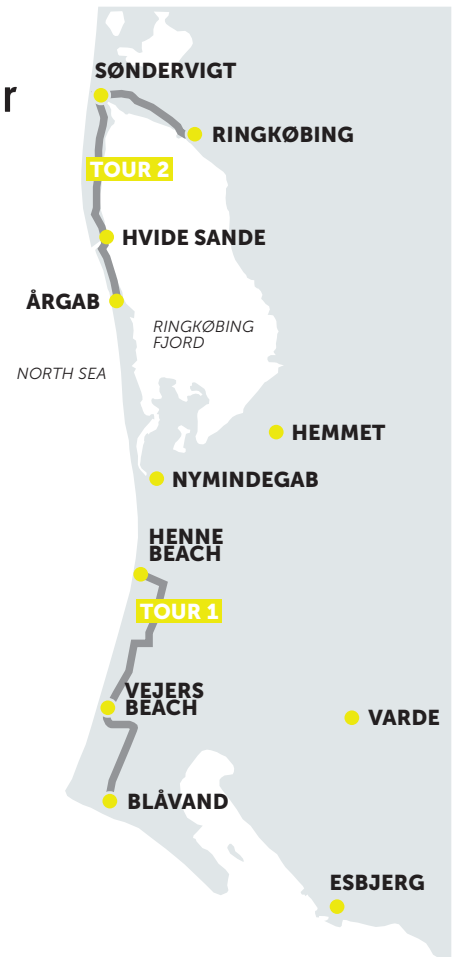 r
SØNDERVIGT
RINGKØBING
TOUR 2
HVIDE SANDE
ÅRGAB
RINGKØBING
FJORD
NORTH SEA
HEMMET
NYMINDEGAB
HENNE
BEACH
TOUR 1
VEJERS
BEACH
VARDE
BLÅVAND
ESBJERG